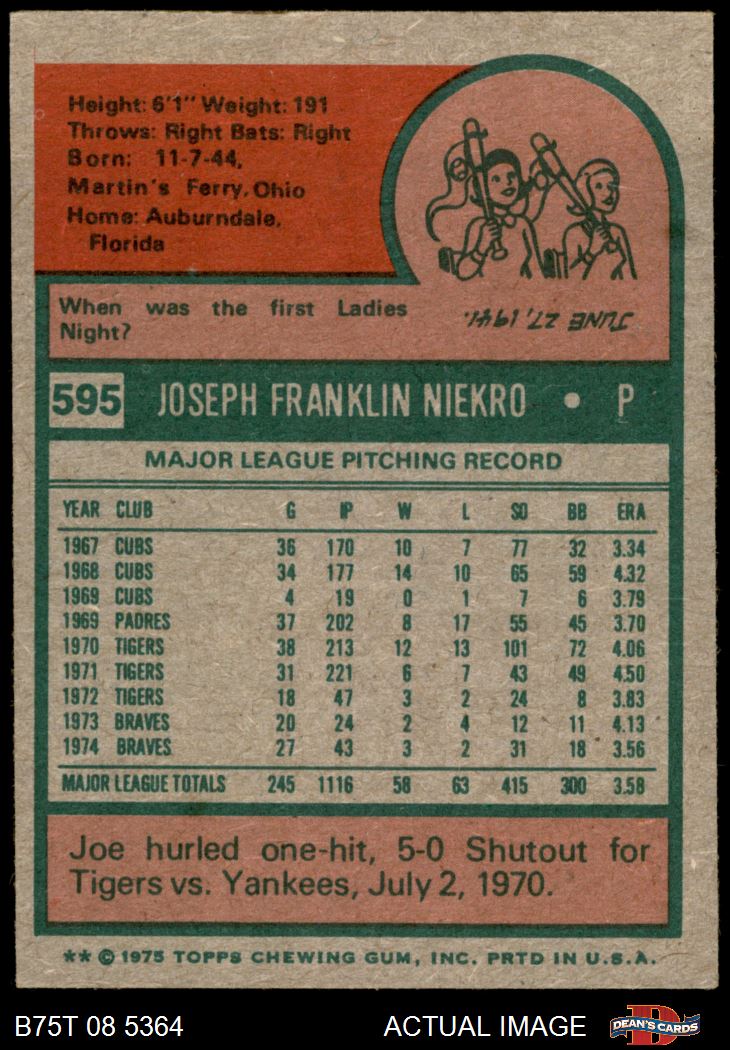 Height: 6'1" Weight: 191
Throws: Right Bats: Right
Born: 11-7-44,
Martin's Ferry, Ohio
Home: Auburndale,
Florida
When was the first Ladies
Night?
JUNE 27, 1941.
595 JOSEPH FRANKLIN NIEKRO • P
MAJOR LEAGUE PITCHING RECORD
YEAR CLUB G IP W L SO BB ERA
1967 CUBS 36 170 10 7 77 32 3.34
1968 CUBS 34 177 14 10 65 59 4.32
1969 CUBS 4 19 0 1 7 6 3.79
1969 PADRES 37 202 8 17 55 45 3.70
1970 TIGERS 38 213 12 13 101 72 4.06
1971 TIGERS 31 221 6 7 43 49 4.50
1972 TIGERS 18 47 3 2 24 8 3.83
1973 BRAVES 20 24 2 4 12 11 4.13
1974 BRAVES 27 43 3 2 31 18 3.56
MAJOR LEAGUE TOTALS 245 1116 58 63 415 300 3.58
Joe hurled one-hit, 5-0 Shutout for
Tigers vs. Yankees, July 2, 1970.
** © 1975 TOPPS CHEWING GUM, INC. PRTD IN U.S.A.
B75T 08 5364 ACTUAL IMAGE DEAN'S CARDS